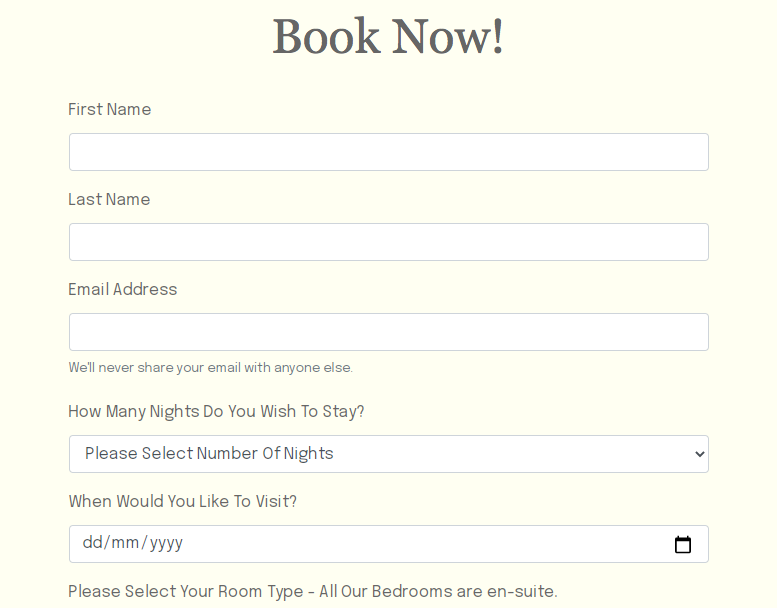 Book Now!
First Name
Last Name
Email Address
We'll never share your email with anyone else.
How Many Nights Do You Wish To Stay?
Please Select Number Of Nights
When Would You Like To Visit?
dd/mm/yyyy
Please Select Your Room Type - All Our Bedrooms are en-suite.